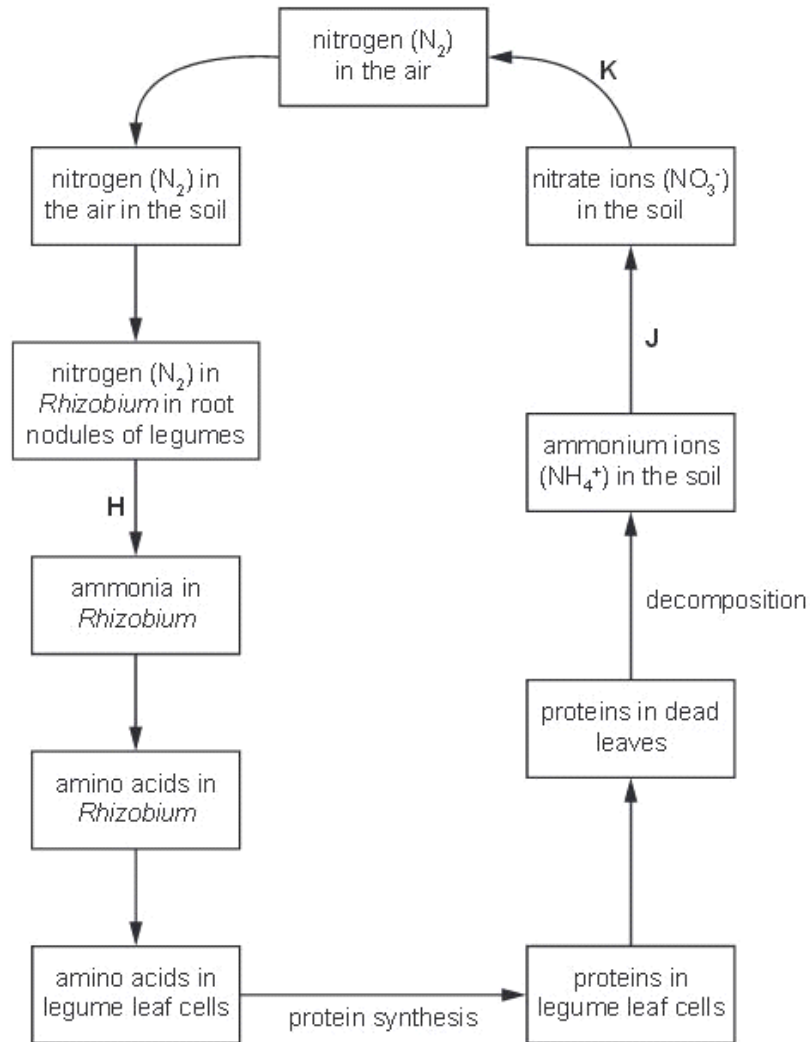 nitrogen (N₂)
in the air
K
nitrogen (N₂) in
the air in the soil
nitrate ions (NO₃⁻)
in the soil
J
nitrogen (N₂) in
Rhizobium in root
nodules of legumes
ammonium ions
(NH₄⁺) in the soil
H
ammonia in
Rhizobium
decomposition
proteins in dead
leaves
amino acids in
Rhizobium
amino acids in
legume leaf cells
protein synthesis
proteins in
legume leaf cells